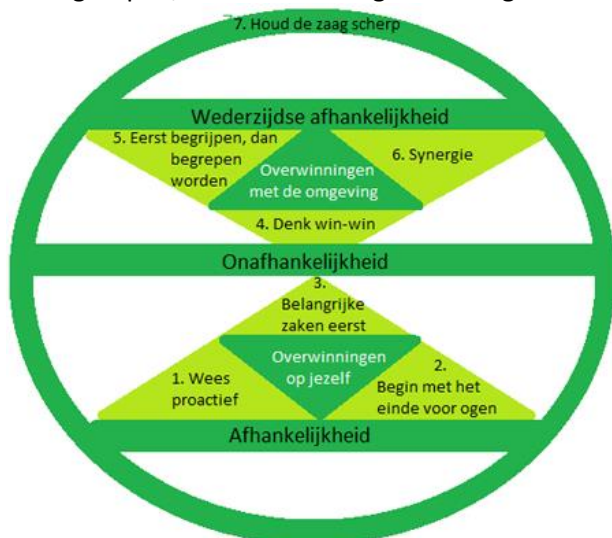 7. Houd de zaag scherp
Wederzijdse afhankelijkheid
5. Eerst begrijpen, dan
begrepen
worden
6. Synergie
Overwinningen
met de omgeving
4. Denk win-win
Onafhankelijkheid
3.
Belangrijke
zaken eerst
Overwinningen
op jezelf
1. Wees
proactief
2.
Begin met het
einde voor ogen
Afhankelijkheid